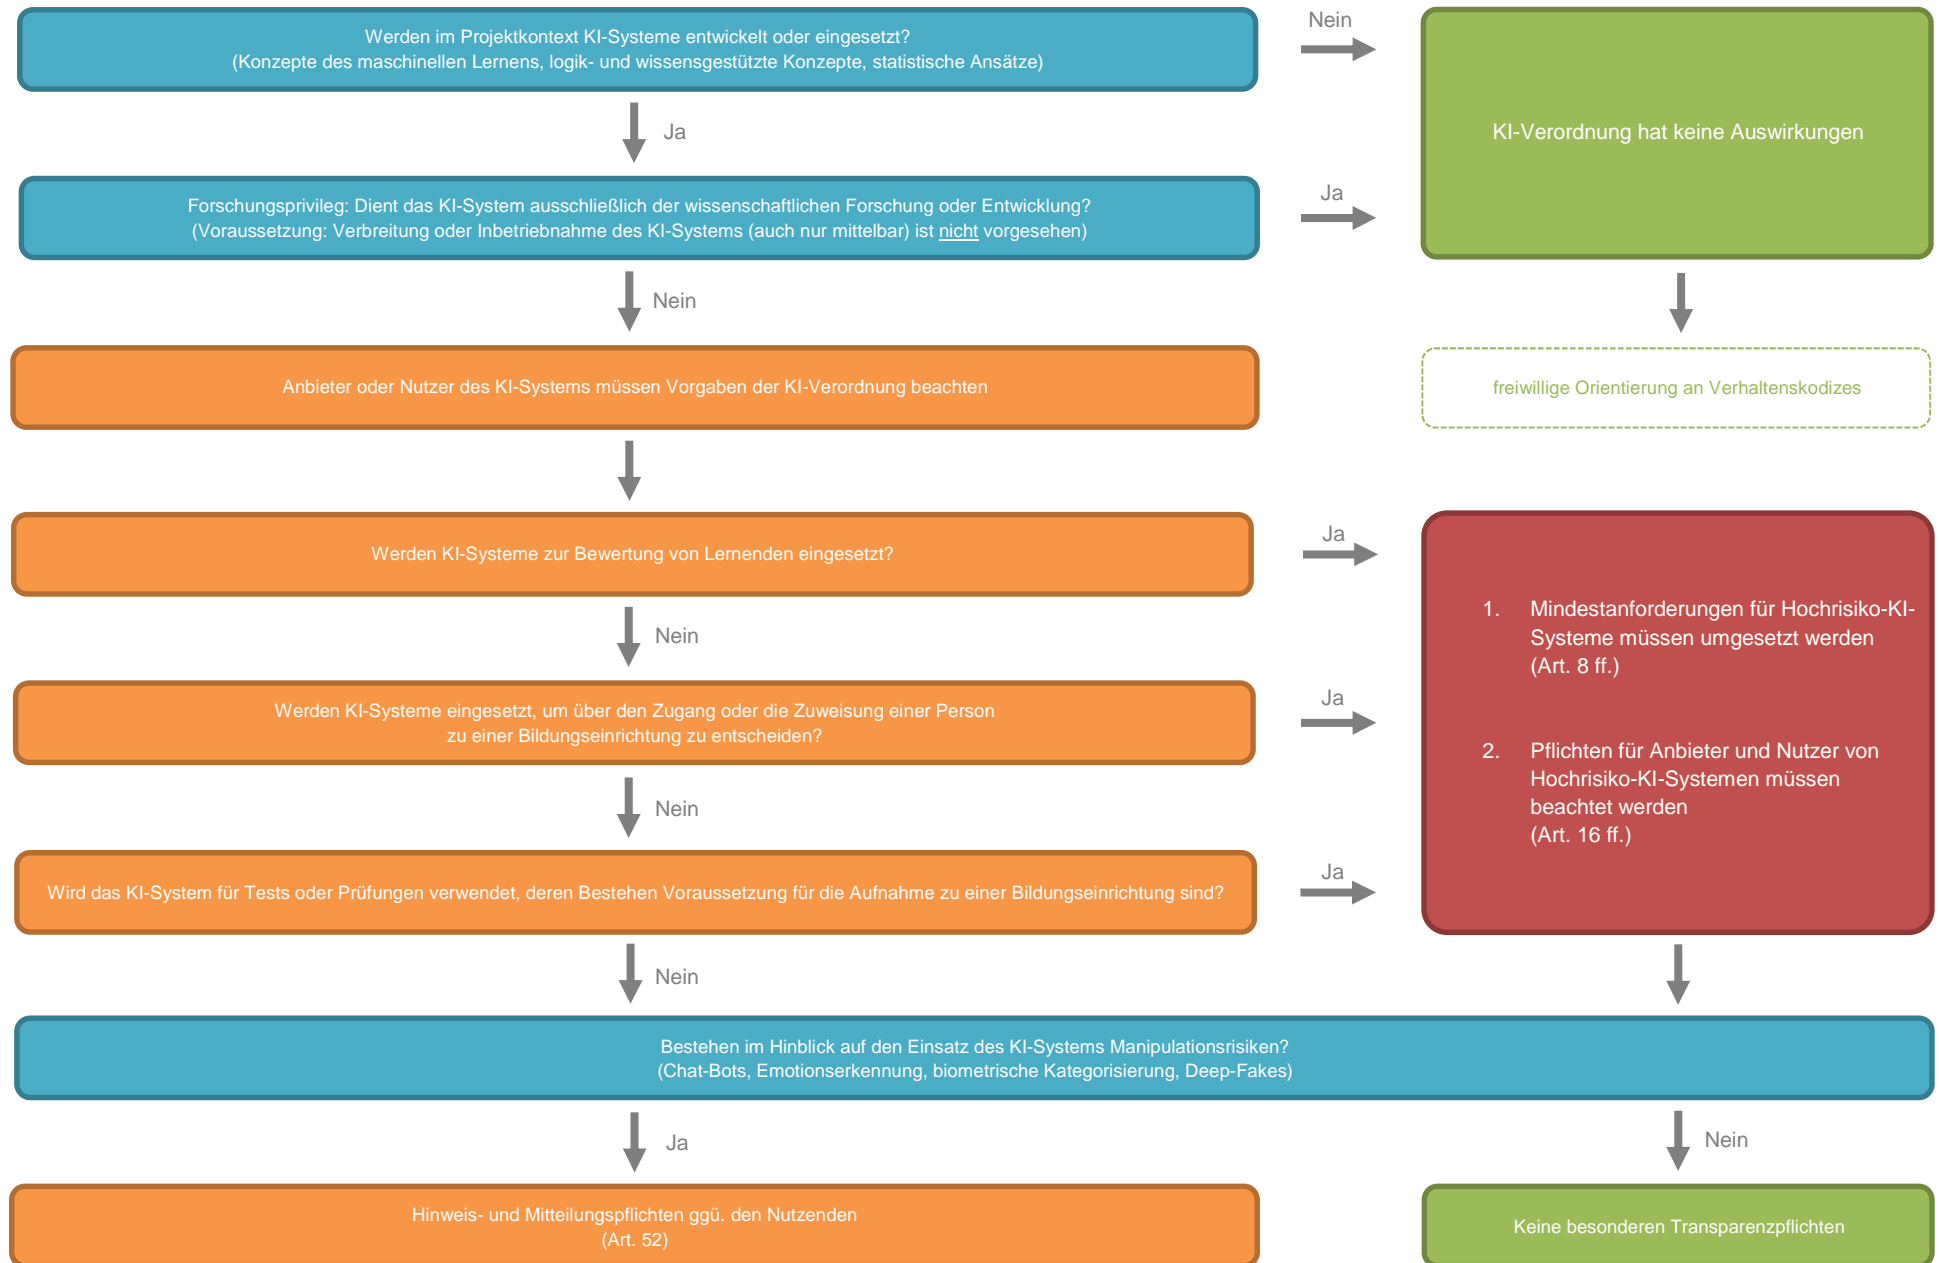 Werden im Projektkontext KI-Systeme entwickelt oder eingesetzt?
(Konzepte des maschinellen Lernens, logik- und wissensgestützte Konzepte, statistische Ansätze)
Nein
KI-Verordnung hat keine Auswirkungen
Ja
Forschungsprivileg: Dient das KI-System ausschließlich der wissenschaftlichen Forschung oder Entwicklung?
(Voraussetzung: Verbreitung oder Inbetriebnahme des KI-Systems (auch nur mittelbar) ist nicht vorgesehen)
Ja
Nein
Anbieter oder Nutzer des KI-Systems müssen Vorgaben der KI-Verordnung beachten
freiwillige Orientierung an Verhaltenskodizes
Werden KI-Systeme zur Bewertung von Lernenden eingesetzt?
Ja
Nein
Werden KI-Systeme eingesetzt, um über den Zugang oder die Zuweisung einer Person
zu einer Bildungseinrichtung zu entscheiden?
Ja
Nein
Wird das KI-System für Tests oder Prüfungen verwendet, deren Bestehen Voraussetzung für die Aufnahme zu einer Bildungseinrichtung sind?
Ja
1. Mindestanforderungen für Hochrisiko-KI-
Systeme müssen umgesetzt werden
(Art. 8 ff.)
2. Pflichten für Anbieter und Nutzer von
Hochrisiko-KI-Systemen müssen
beachtet werden
(Art. 16 ff.)
Nein
Bestehen im Hinblick auf den Einsatz des KI-Systems Manipulationsrisiken?
(Chat-Bots, Emotionserkennung, biometrische Kategorisierung, Deep-Fakes)
Ja
Nein
Hinweis- und Mitteilungspflichten ggü. den Nutzenden
(Art. 52)
Keine besonderen Transparenzpflichten